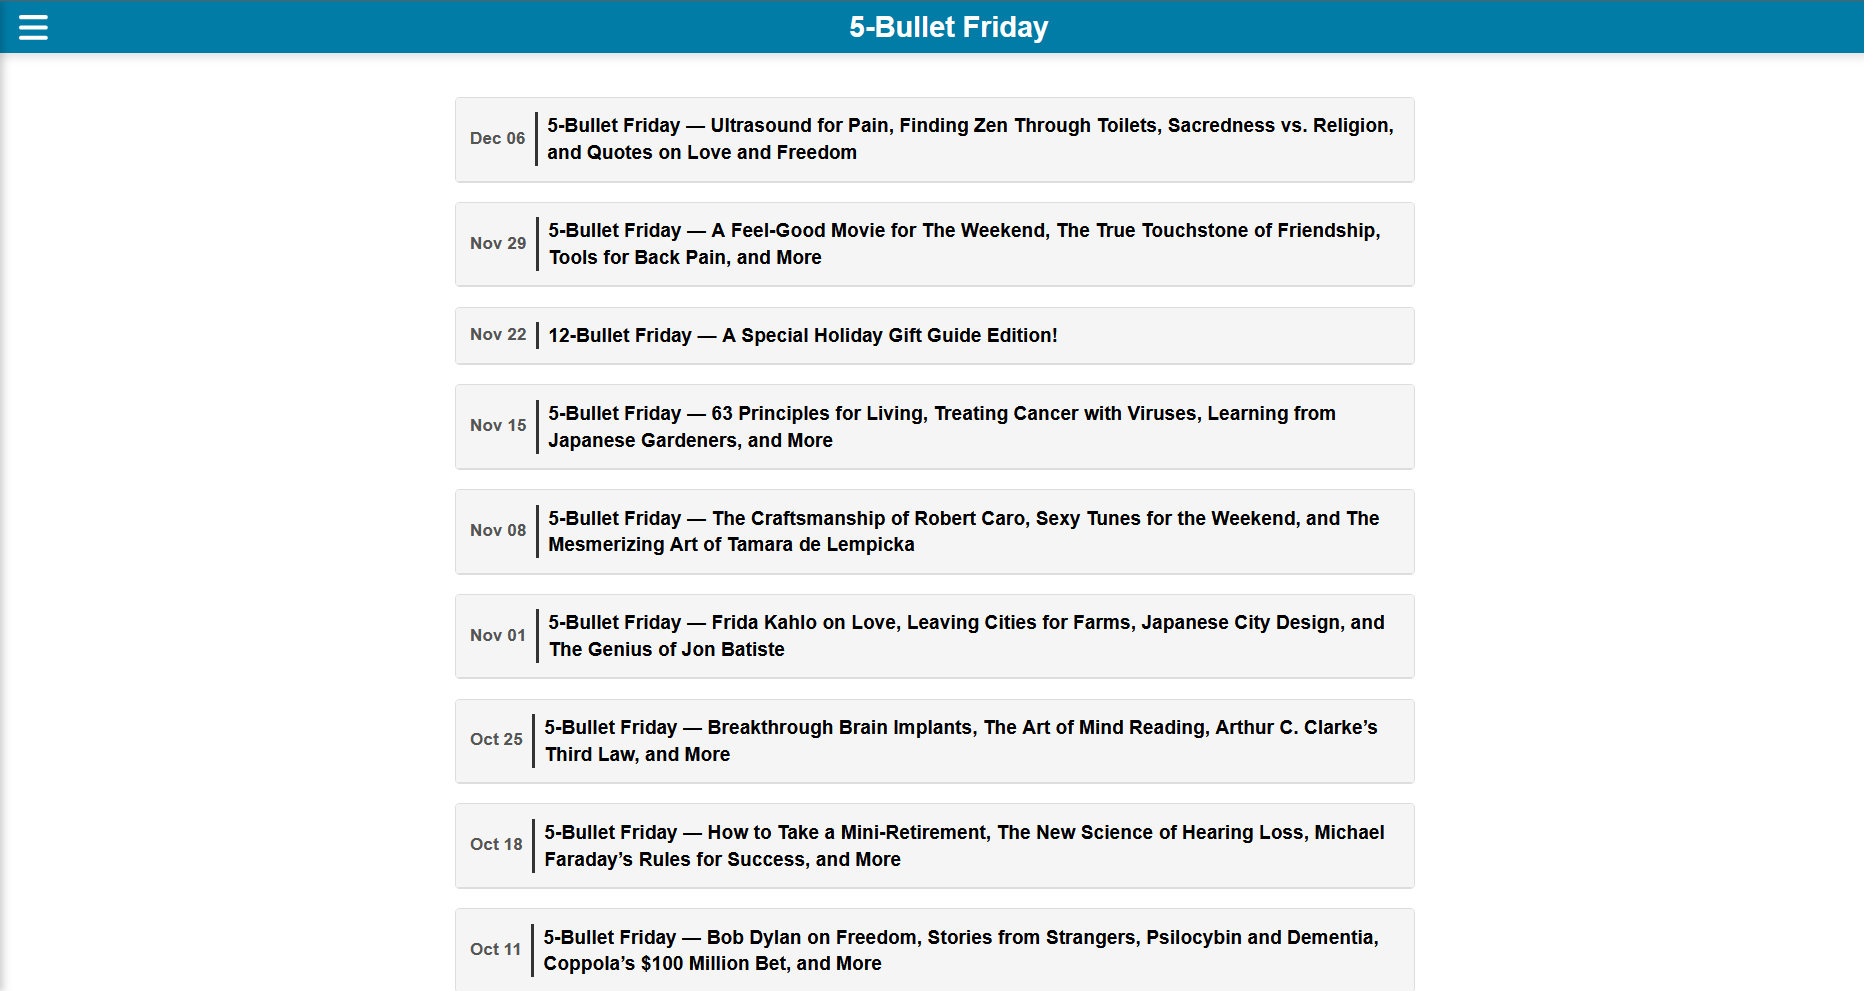 5-Bullet Friday
Dec 06
5-Bullet Friday — Ultrasound for Pain, Finding Zen Through Toilets, Sacredness vs. Religion,
and Quotes on Love and Freedom
Nov 29
5-Bullet Friday — A Feel-Good Movie for The Weekend, The True Touchstone of Friendship,
Tools for Back Pain, and More
Nov 22
12-Bullet Friday — A Special Holiday Gift Guide Edition!
Nov 15
5-Bullet Friday — 63 Principles for Living, Treating Cancer with Viruses, Learning from
Japanese Gardeners, and More
Nov 08
5-Bullet Friday — The Craftsmanship of Robert Caro, Sexy Tunes for the Weekend, and The
Mesmerizing Art of Tamara de Lempicka
Nov 01
5-Bullet Friday — Frida Kahlo on Love, Leaving Cities for Farms, Japanese City Design, and
The Genius of Jon Batiste
Oct 25
5-Bullet Friday — Breakthrough Brain Implants, The Art of Mind Reading, Arthur C. Clarke’s
Third Law, and More
Oct 18
5-Bullet Friday — How to Take a Mini-Retirement, The New Science of Hearing Loss, Michael
Faraday’s Rules for Success, and More
Oct 11
5-Bullet Friday — Bob Dylan on Freedom, Stories from Strangers, Psilocybin and Dementia,
Coppola’s $100 Million Bet, and More